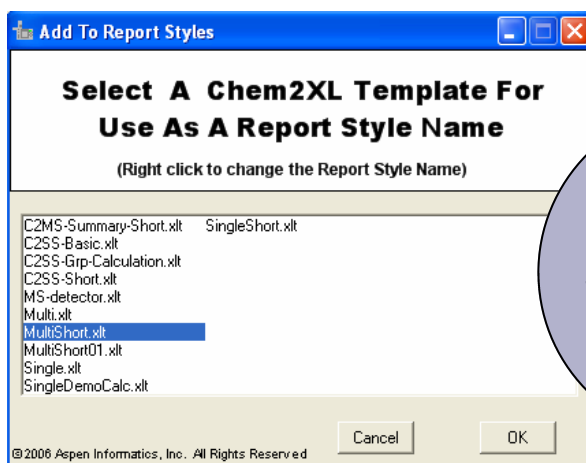 Add To Report Styles
Select A Chem2XL Template For
Use As A Report Style Name
(Right click to change the Report Style Name)
C2MS-Summary-Short.xlt
C2SS-Basic.xlt
C2SS-Grp-Calculation.xlt
C2SS-Short.xlt
MS-detector.xlt
Multi.xlt
MultiShort.xlt
MultiShort01.xlt
Single.xlt
SingleDemoCalc.xlt
SingleShort.xlt
Cancel
OK
©2006 Aspen Informatics, Inc. All Rights Reserved